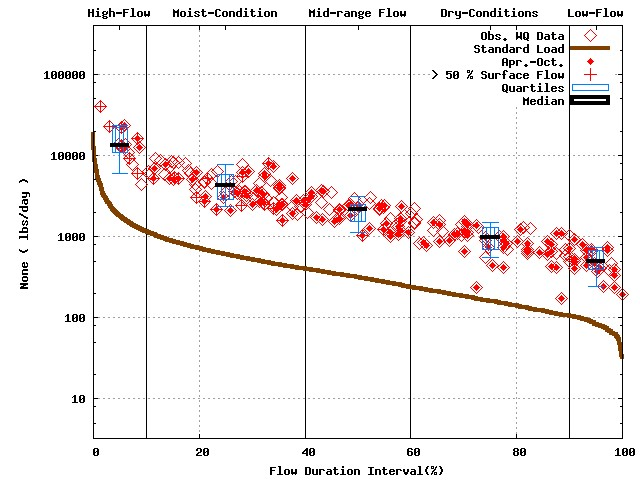 High-Flow Moist-Condition Mid-range Flow Dry-Conditions Low-Flow
Obs. WQ Data
Standard Load
Apr.-Oct.
> 50 % Surface Flow
Quartiles
Median
100000
10000
1000
100
10
None ( lbs/day )
0 20 40 60 80 100
Flow Duration Interval(%)